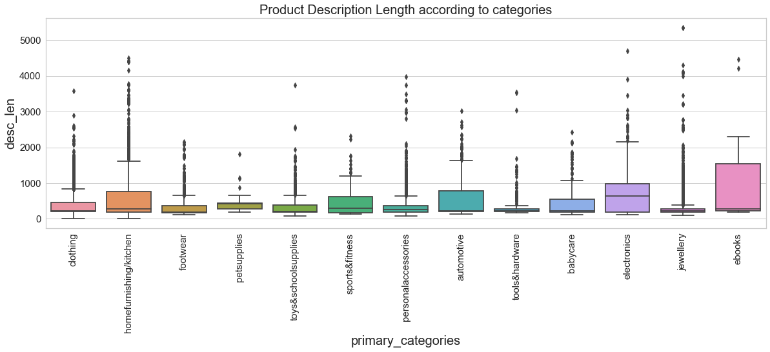 Product Description Length according to categories
desc_len
5000
4000
3000
2000
1000
0
clothing
homefurnishing/kitchen
footwear
petsupplies
toys&schoolsupplies
sports&fitness
personalaccessories
automotive
tools&hardware
babycare
electronics
jewellery
ebooks
primary_categories